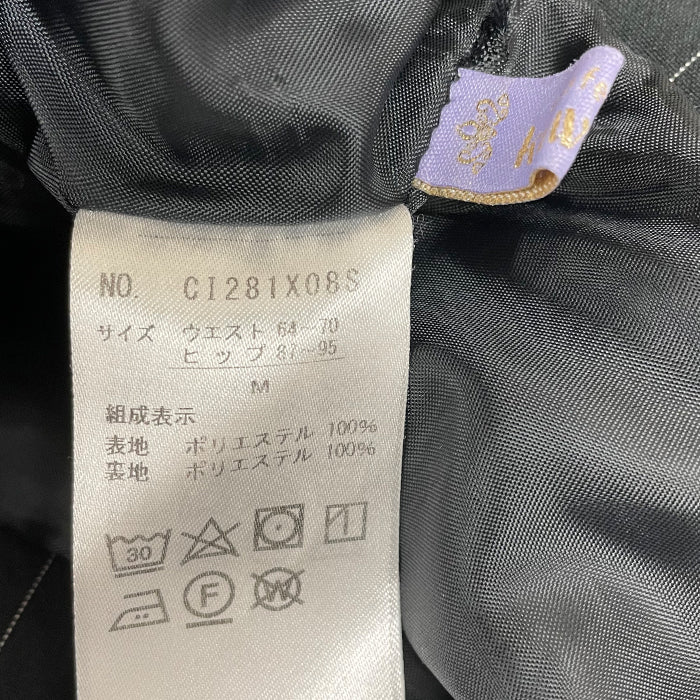 NO. CI281X08S
サイズ ウエスト 64～70
ヒップ 87～95
M
組成表示
表地 ポリエステル 100%
裏地 ポリエステル 100%
30
F W